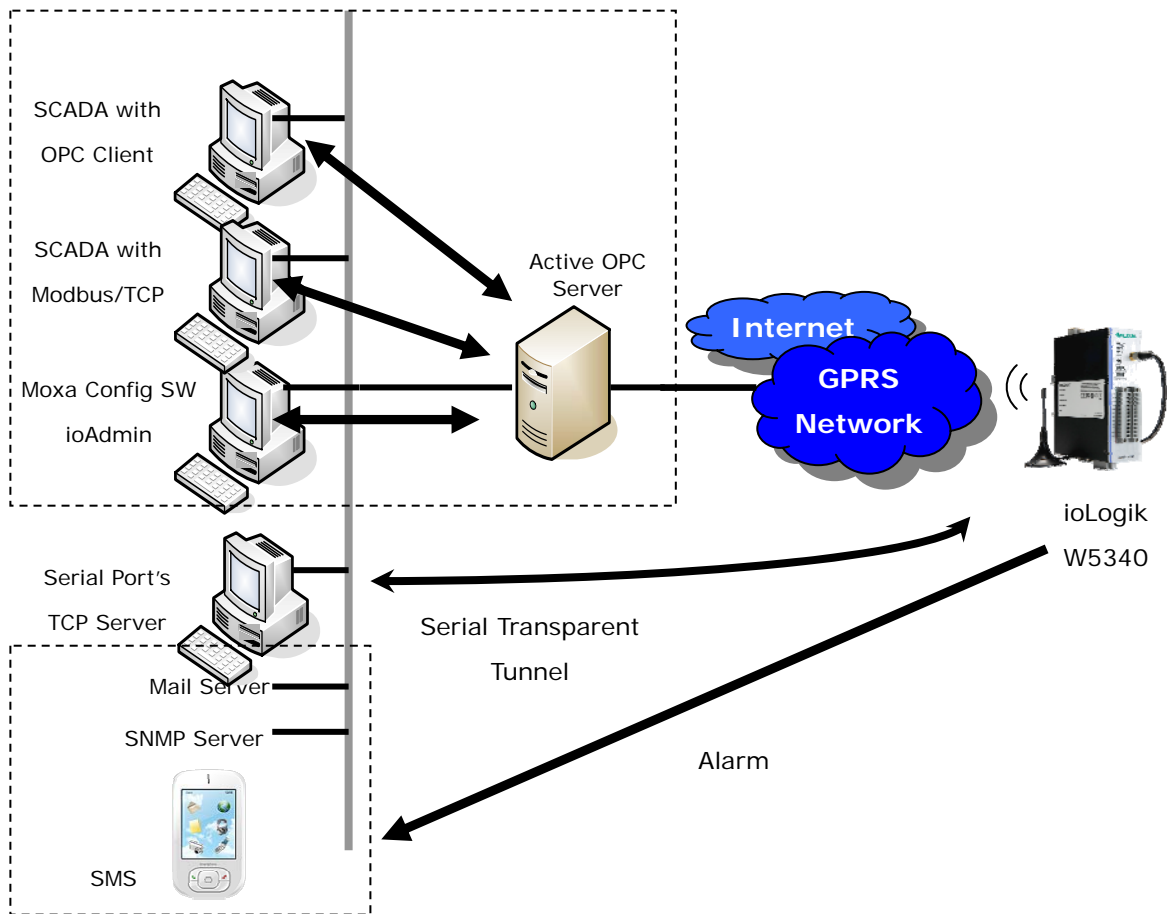 SCADA with
OPC Client
SCADA with
Modbus/TCP
Active OPC
Server
Internet
GPRS
Network
Moxa Config SW
ioAdmin
ioLogik
W5340
Serial Port's
TCP Server
Serial Transparent
Tunnel
Mail Server
SNMP Server
Alarm
SMS